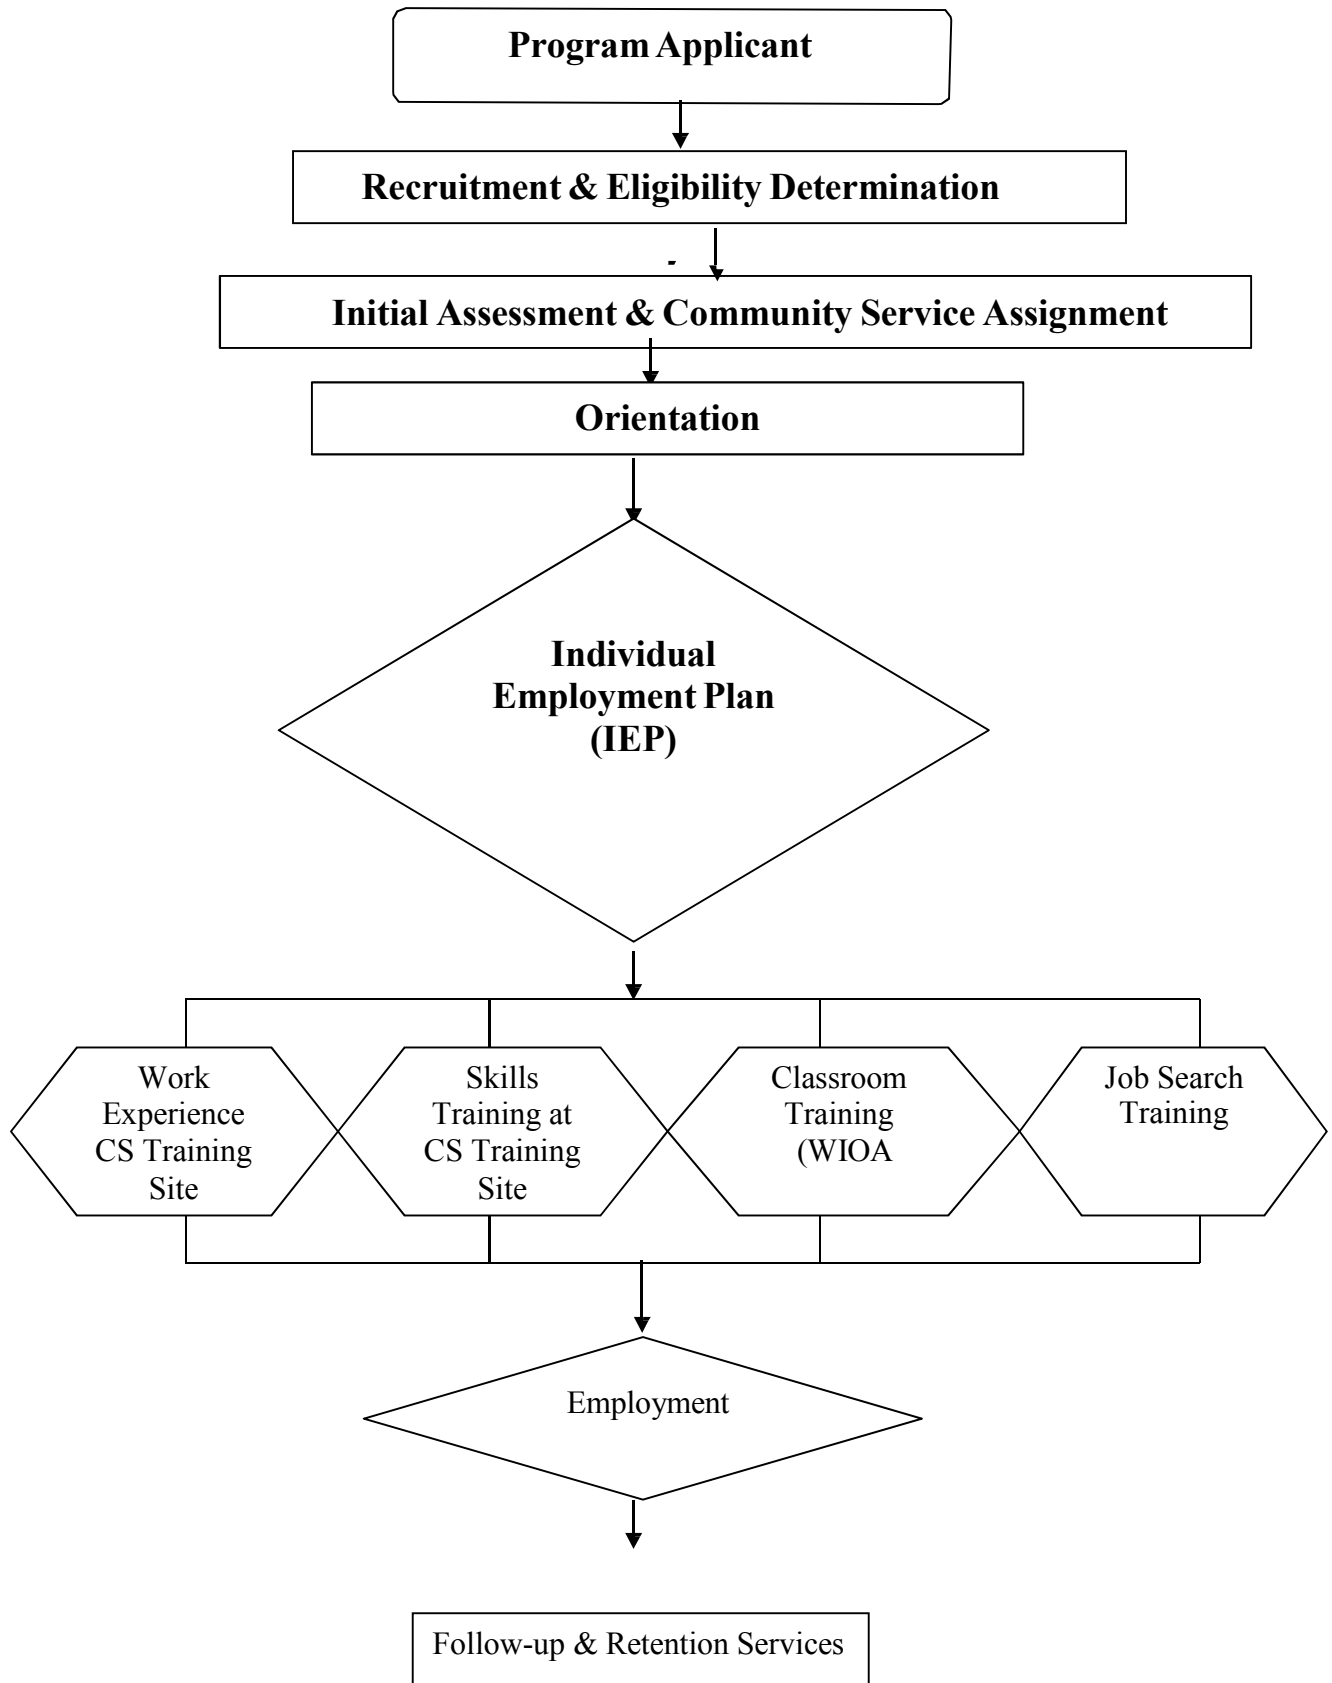 Program Applicant
Recruitment & Eligibility Determination
Initial Assessment & Community Service Assignment
Orientation
Individual
Employment Plan
(IEP)
Work
Experience
CS Training
Site
Skills
Training at
CS Training
Site
Classroom
Training
(WIOA
Job Search
Training
Employment
Follow-up & Retention Services